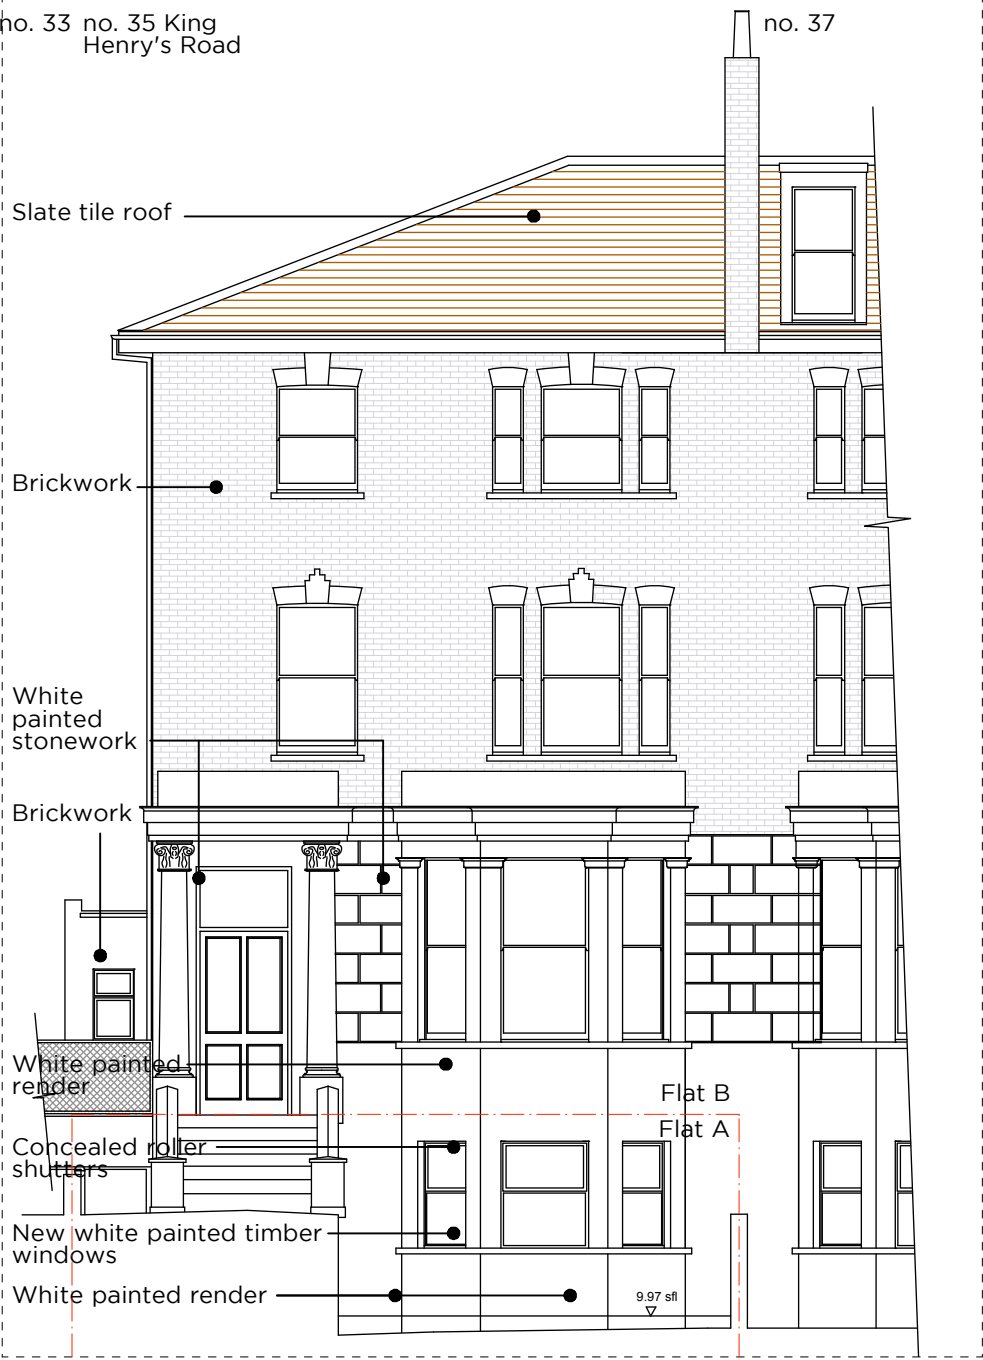 no. 33 no. 35 King
Henry's Road
no. 37
Slate tile roof
Brickwork
White
painted
stonework
Brickwork
White painted
render
Flat B
Flat A
Concealed roller
shutters
New white painted timber
windows
White painted render
9.97 sfl